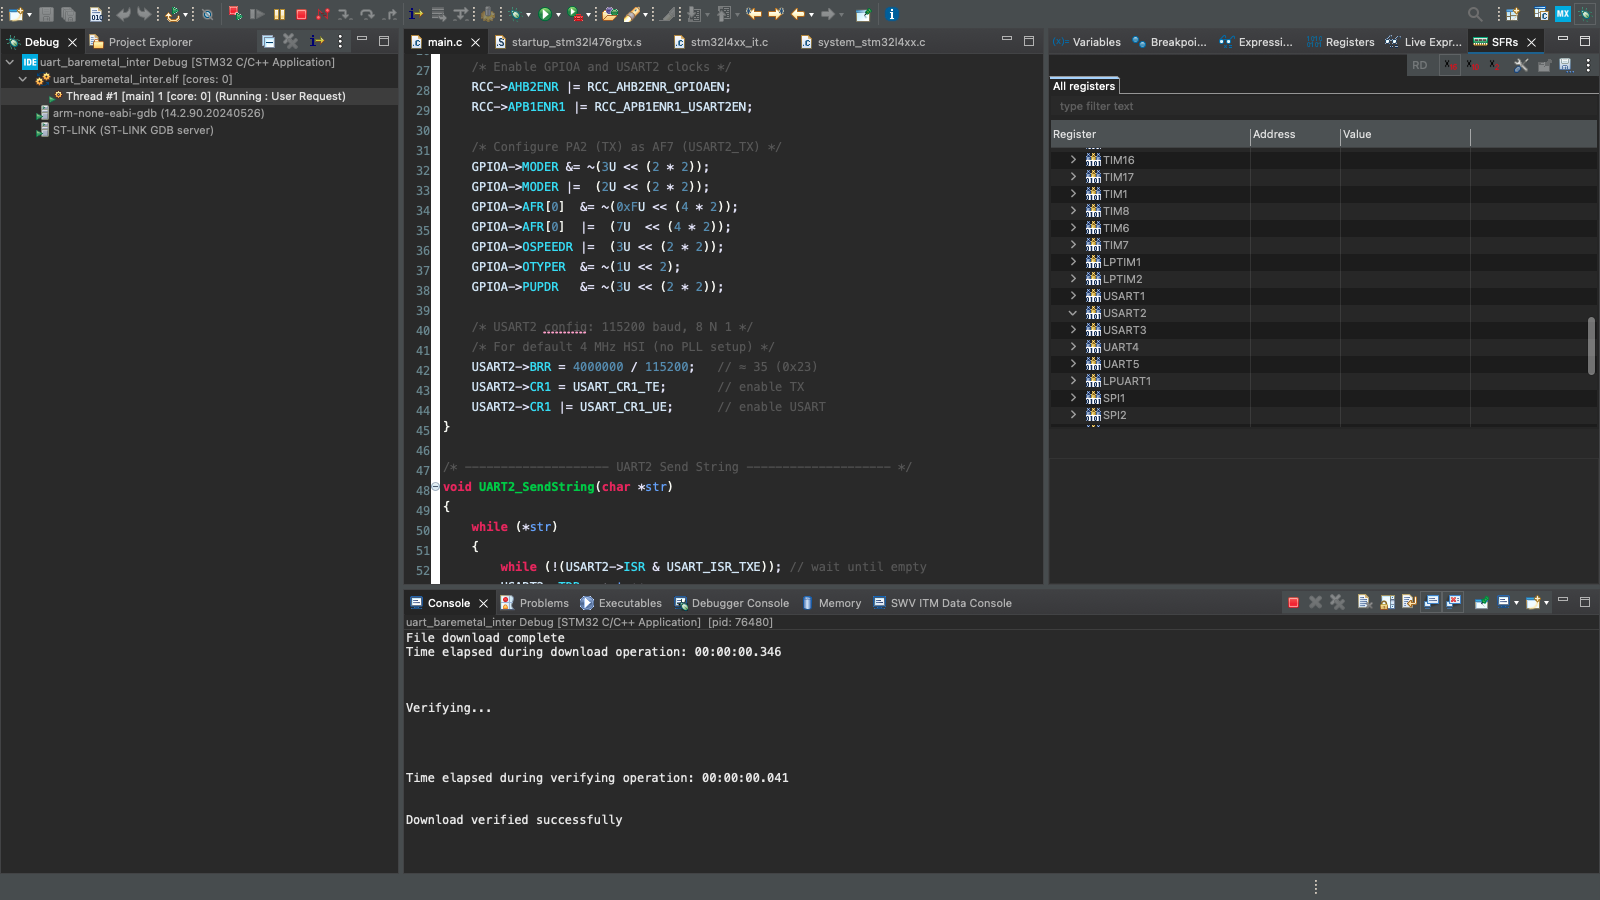 Debug
Project Explorer
uart_baremetal_inter Debug [STM32 C/C++ Application]
uart_baremetal_inter.elf [cores: 0]
Thread #1 [main] 1 [core: 0] (Running : User Request)
arm-none-eabi-gdb (14.2.90.20240526)
ST-LINK (ST-LINK GDB server)
main.c
startup_stm32l476rgtx.s
stm32l4xx_it.c
system_stm32l4xx.c
27 /* Enable GPIOA and USART2 clocks */
28 RCC->AHB2ENR |= RCC_AHB2ENR_GPIOAEN;
29 RCC->APB1ENR1 |= RCC_APB1ENR1_USART2EN;
30
31 /* Configure PA2 (TX) as AF7 (USART2_TX) */
32 GPIOA->MODER &= ~(3U << (2 * 2));
33 GPIOA->MODER |=  (2U << (2 * 2));
34 GPIOA->AFR[0]  &= ~(0xFU << (4 * 2));
35 GPIOA->AFR[0]  |=  (7U  << (4 * 2));
36 GPIOA->OSPEEDR |=  (3U << (2 * 2));
37 GPIOA->OTYPER  &= ~(1U << 2);
38 GPIOA->PUPDR   &= ~(3U << (2 * 2));
39
40 /* USART2 config: 115200 baud, 8 N 1 */
41 /* For default 4 MHz HSI (no PLL setup) */
42 USART2->BRR = 4000000 / 115200;   // ≈ 35 (0x23)
43 USART2->CR1 = USART_CR1_TE;       // enable TX
44 USART2->CR1 |= USART_CR1_UE;      // enable USART
45 }
46
47 /* -------------------- UART2 Send String -------------------- */
48 void UART2_SendString(char *str)
49 {
50 while (*str)
51 {
52 while (!(USART2->ISR & USART_ISR_TXE)); // wait until empty
Variables
Breakpoi...
Expressi...
Registers
Live Expr...
SFRs
RD
All registers
type filter text
Register Address Value
TIM16
TIM17
TIM1
TIM8
TIM6
TIM7
LPTIM1
LPTIM2
USART1
USART2
USART3
UART4
UART5
LPUART1
SPI1
SPI2
Console
Problems
Executables
Debugger Console
Memory
SWV ITM Data Console
uart_baremetal_inter Debug [STM32 C/C++ Application]  [pid: 76480]
File download complete
Time elapsed during download operation: 00:00:00.346
Verifying...
Time elapsed during verifying operation: 00:00:00.041
Download verified successfully